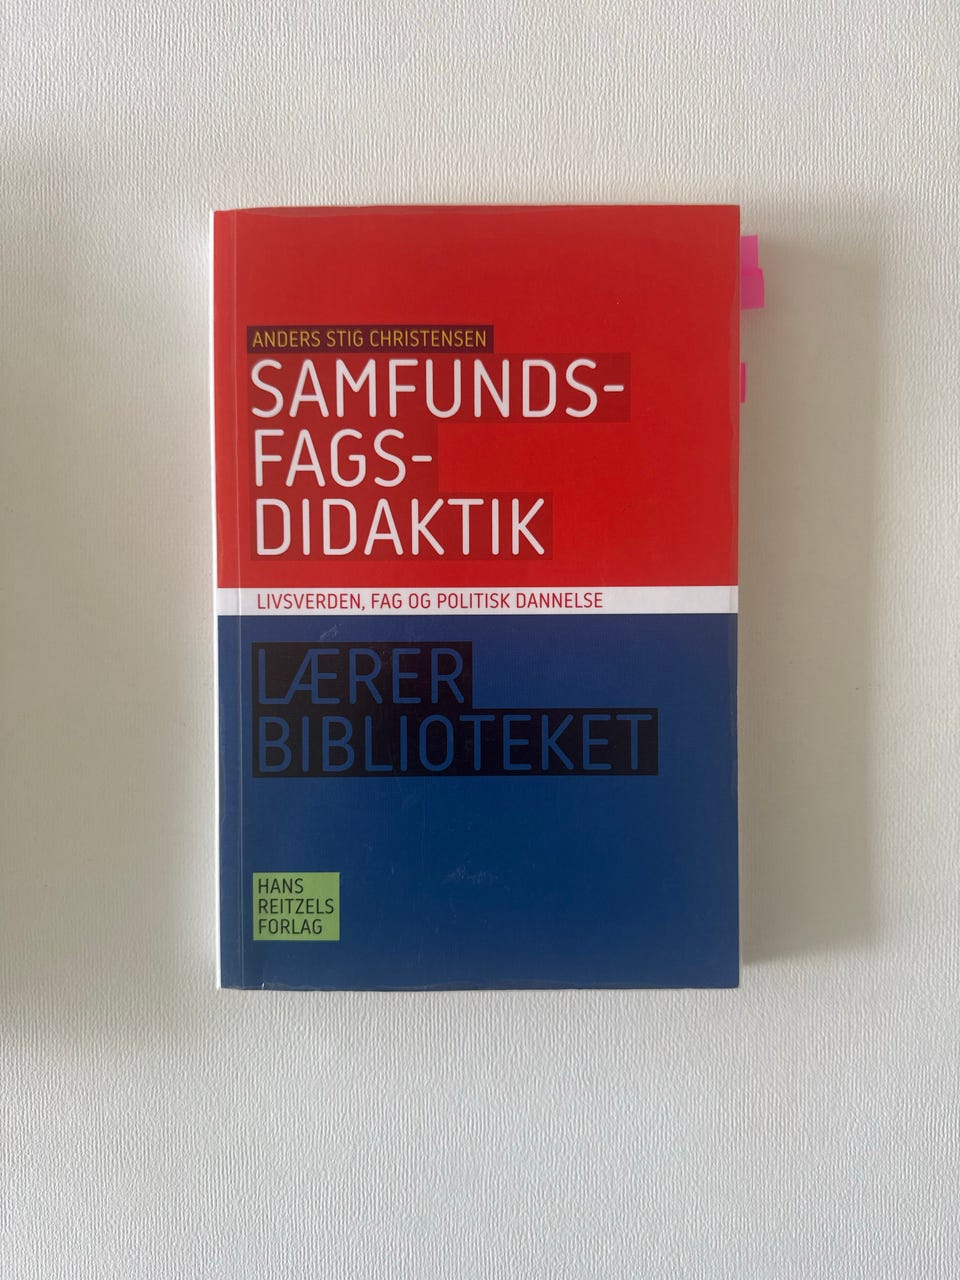 ANDERS STIG CHRISTENSEN
SAMFUNDS-
FAGS-
DIDAKTIK
LIVSVERDEN, FAG OG POLITISK DANNELSE
LÆRER
BIBLIOTEKET
HANS
REITZELS
FORLAG